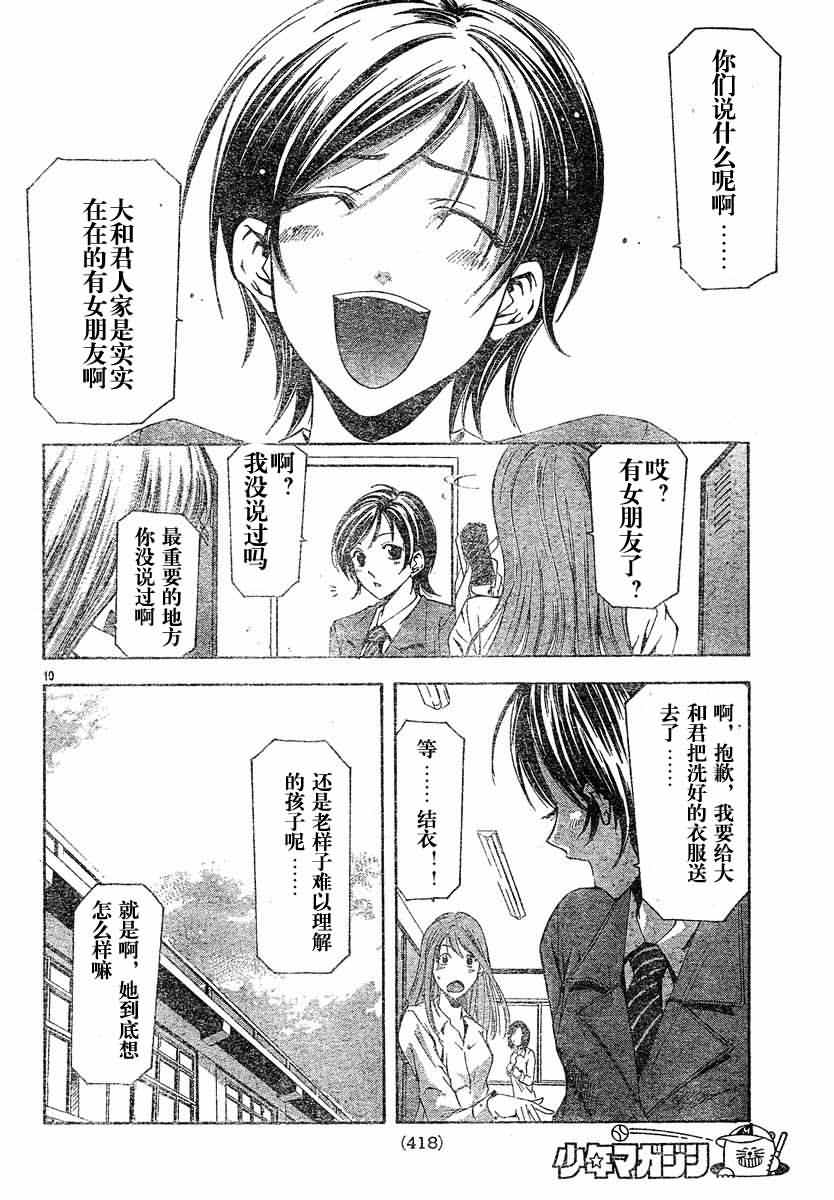 你们说什么呢啊……
大和君人家是实实
在在的有女朋友啊
哎？
有女朋友了？
啊？
我没说过吗
最重要的地方
你没说过啊
10
啊，抱歉，我要给大
和君把洗好的衣服送
去了……
等……结衣！！
还是老样子难以理解
的孩子呢……
就是啊，她到底想
怎么样嘛
(418)
少年マガジン